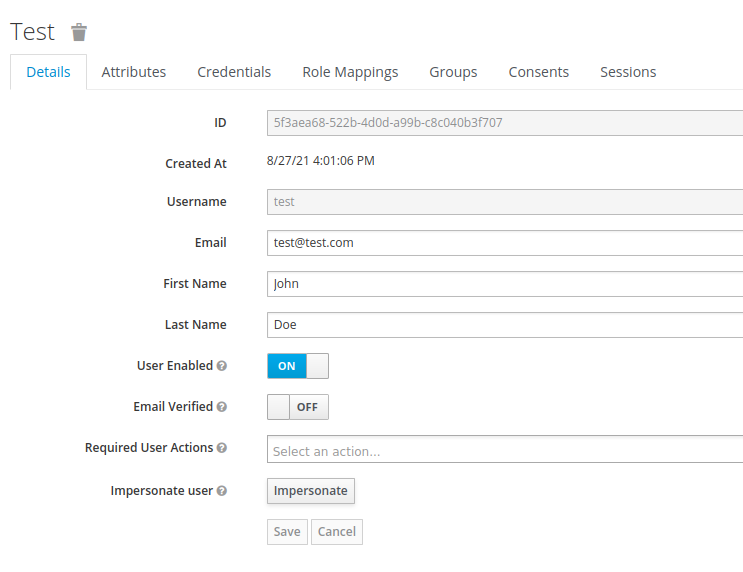 Test
Details Attributes Credentials Role Mappings Groups Consents Sessions
ID 5f3aea68-522b-4d0d-a99b-c8c040b3f707
Created At 8/27/21 4:01:06 PM
Username test
Email test@test.com
First Name John
Last Name Doe
User Enabled ON
Email Verified OFF
Required User Actions Select an action...
Impersonate user Impersonate
Save Cancel